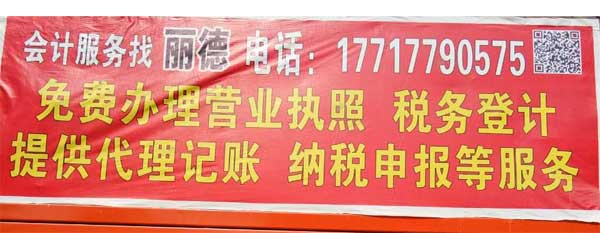 会计服务找 丽德 电话：17717790575
免费办理营业执照 税务登计
提供代理记账 纳税申报等服务